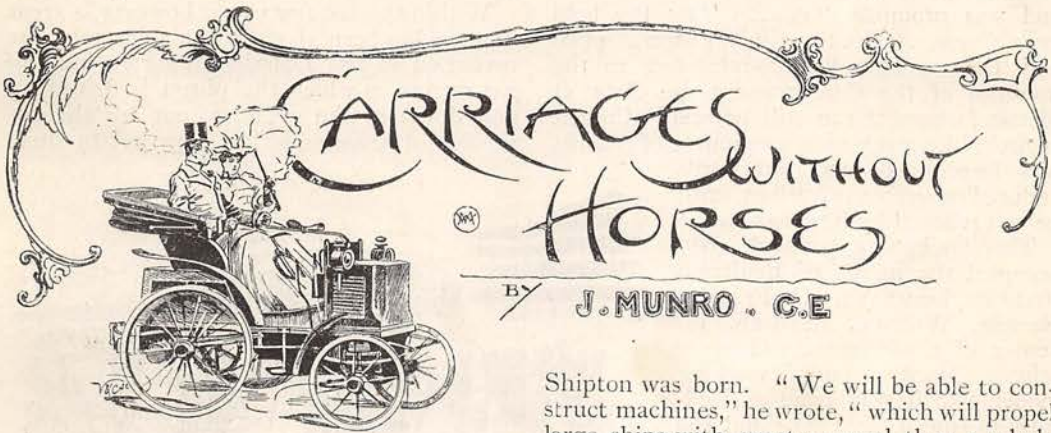 CARRIAGES
WITHOUT
HORSES
BY J. MUNRO. C.E
Shipton was born. “We will be able to con-
struct machines,” he wrote, “which will propel